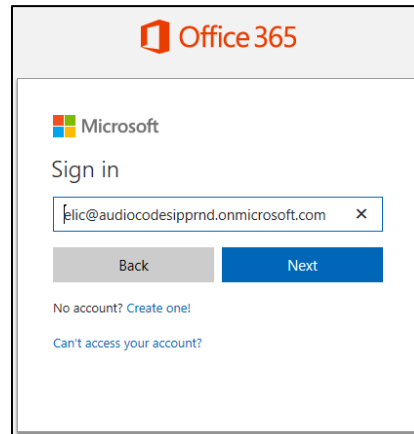 Office 365
Microsoft
Sign in
elic@audiocodesipprnd.onmicrosoft.com ×
Back Next
No account? Create one!
Can't access your account?